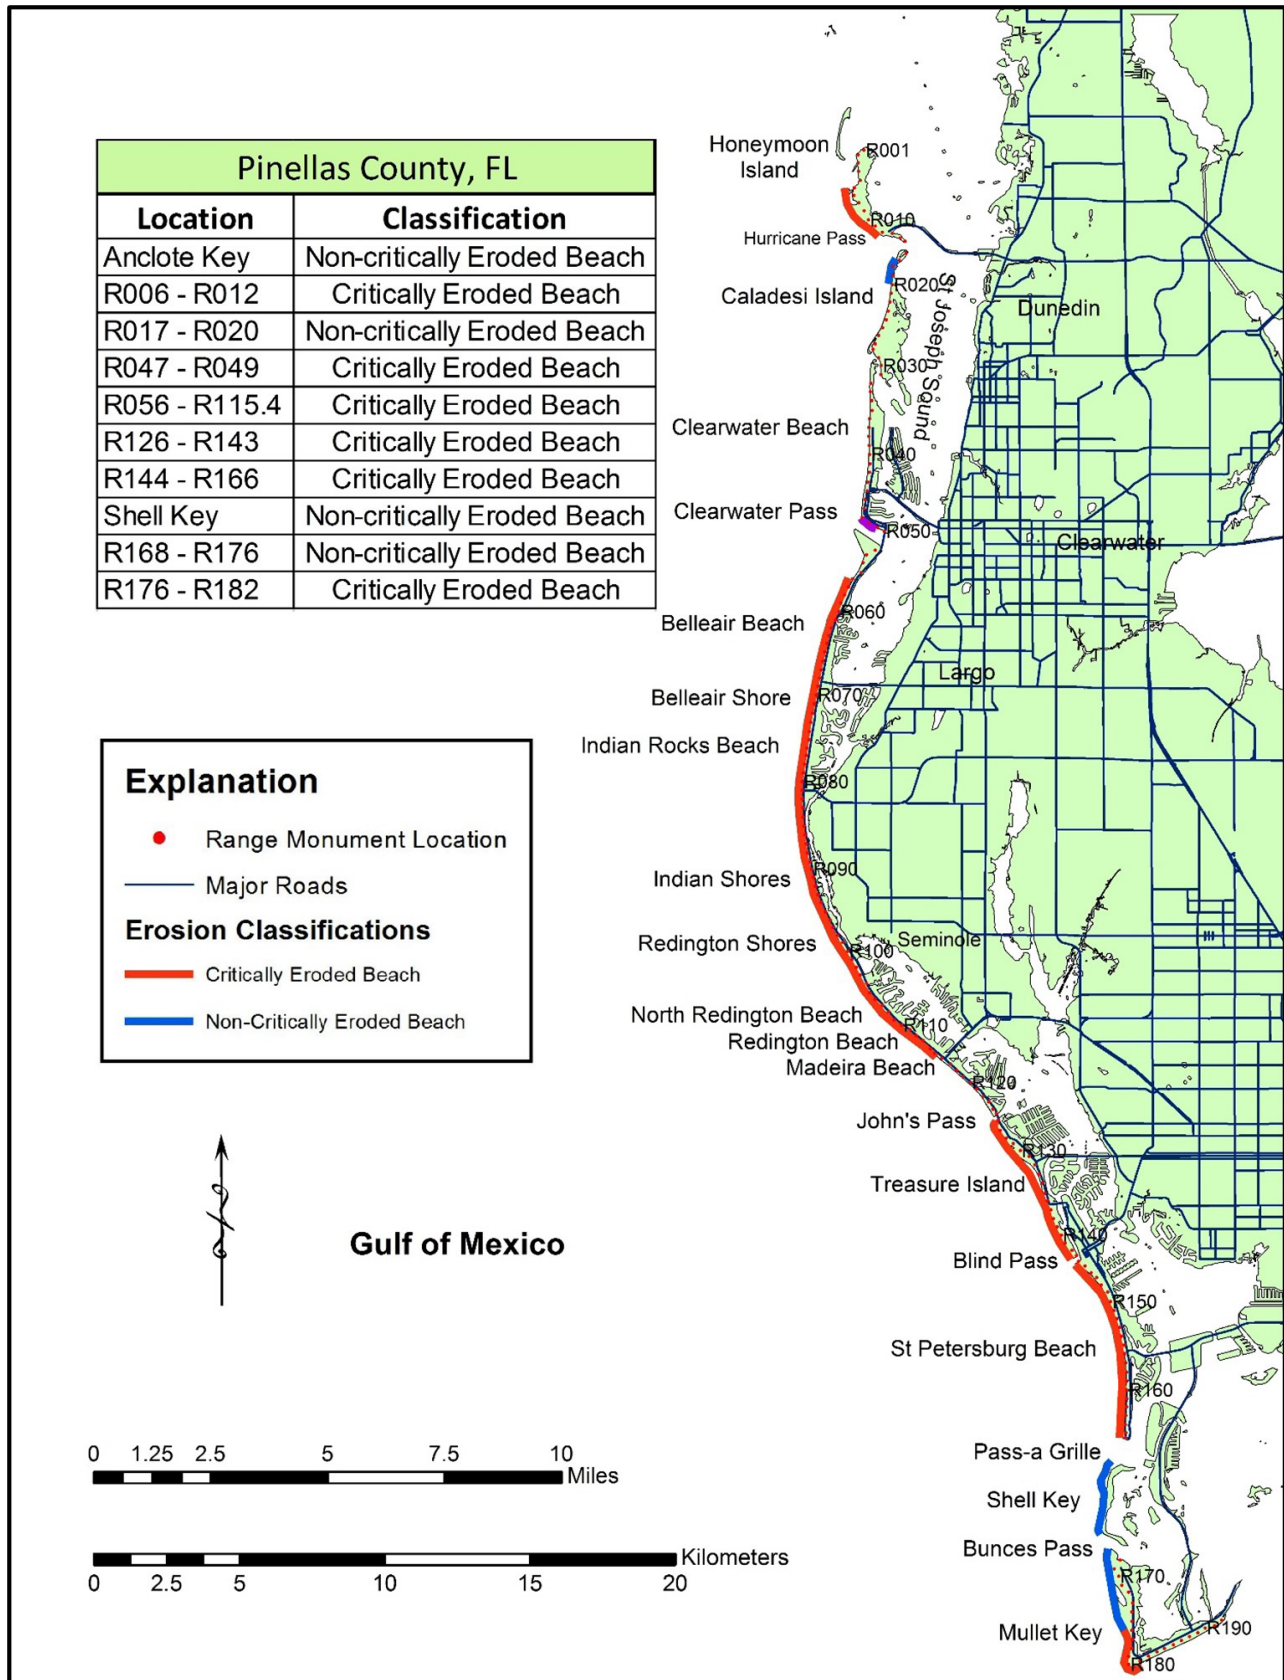 Pinellas County, FL
Location Classification
Anclote Key Non-critically Eroded Beach
R006 - R012 Critically Eroded Beach
R017 - R020 Non-critically Eroded Beach
R047 - R049 Critically Eroded Beach
R056 - R115.4 Critically Eroded Beach
R126 - R143 Critically Eroded Beach
R144 - R166 Critically Eroded Beach
Shell Key Non-critically Eroded Beach
R168 - R176 Non-critically Eroded Beach
R176 - R182 Critically Eroded Beach
Explanation
Range Monument Location
Major Roads
Erosion Classifications
Critically Eroded Beach
Non-Critically Eroded Beach
Gulf of Mexico
0 1.25 2.5 5 7.5 10
Miles
Kilometers
0 2.5 5 10 15 20
Honeymoon
Island
R001
R010
Hurricane Pass
R020
Caladesi Island
St Joseph Sound
Dunedin
R030
Clearwater Beach
R040
Clearwater Pass
R050
Clearwater
R060
Belleair Beach
Largo
Belleair Shore
R070
Indian Rocks Beach
R080
R090
Indian Shores
Redington Shores
Seminole
R100
North Redington Beach
R110
Redington Beach
Madeira Beach
R120
John's Pass
R130
Treasure Island
R140
Blind Pass
R150
St Petersburg Beach
R160
Pass-a Grille
Shell Key
Bunces Pass
R170
Mullet Key
R190
R180